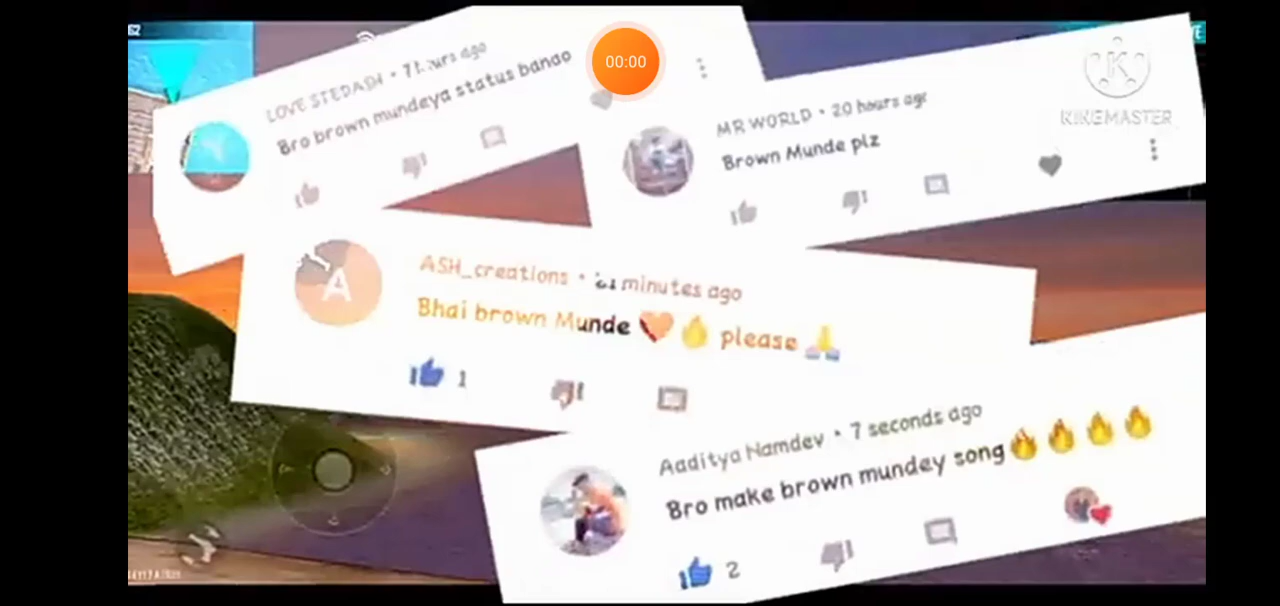 00:00
LOVE STEDASH • 7 hours ago
Bro brown mundeya status banao
MR WORLD • 20 hours ago
Brown Munde plz
KINEMASTER
A
ASH_creations • minutes ago
Bhai brown Munde ❤️🔥 please 🙏
1
Aaditya Namdev • 7 seconds ago
Bro make brown mundey song🔥🔥🔥🔥
2